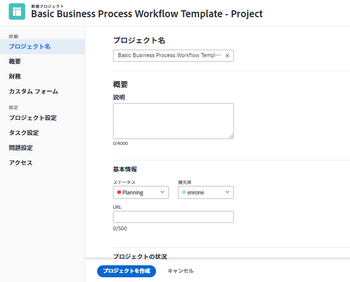 新規プロジェクト
Basic Business Process Workflow Template - Project
詳細
プロジェクト名
概要
財務
カスタム フォーム
設定
プロジェクト設定
タスク設定
問題設定
アクセス
プロジェクト名
Basic Business Process Workflow Templ···
概要
説明
0/4000
基本情報
ステータス
優先度
Planning
enrone
URL
0/500
プロジェクトの状況
プロジェクトを作成
キャンセル